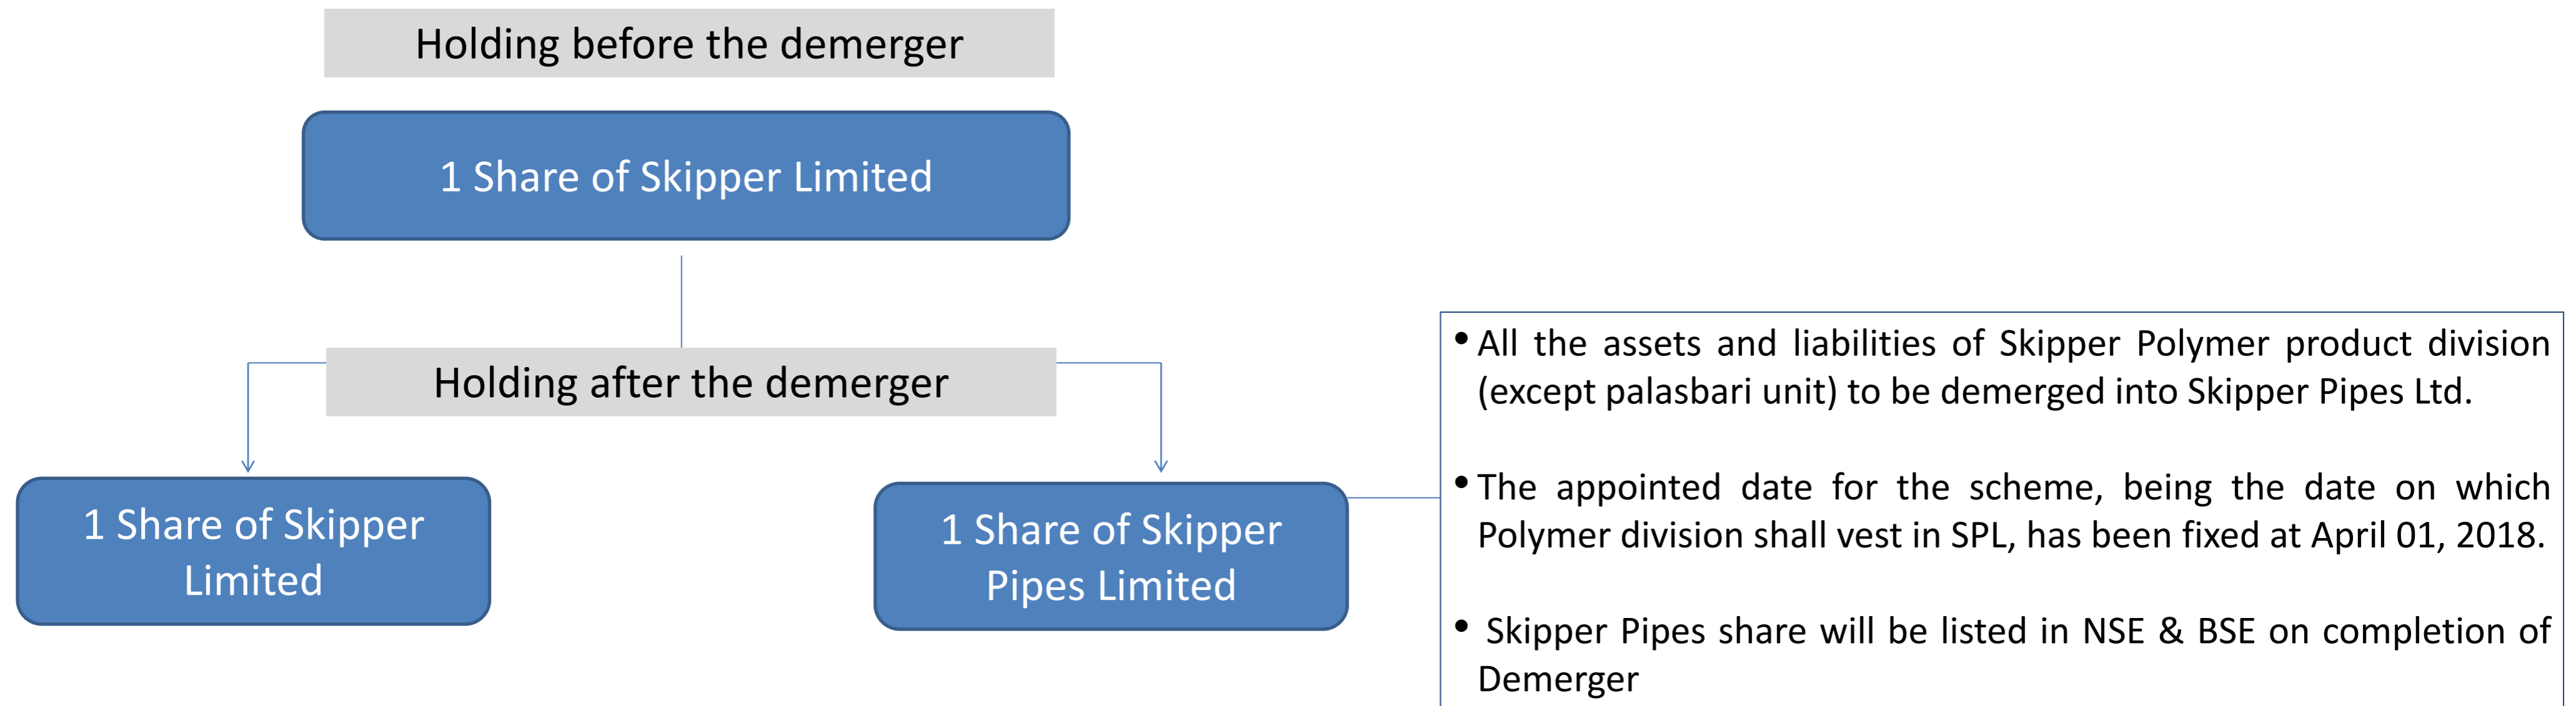 Holding before the demerger
1 Share of Skipper Limited
Holding after the demerger
1 Share of Skipper
Limited
1 Share of Skipper
Pipes Limited
• All the assets and liabilities of Skipper Polymer product division
(except palasbari unit) to be demerged into Skipper Pipes Ltd.
• The appointed date for the scheme, being the date on which
Polymer division shall vest in SPL, has been fixed at April 01, 2018.
• Skipper Pipes share will be listed in NSE & BSE on completion of
Demerger